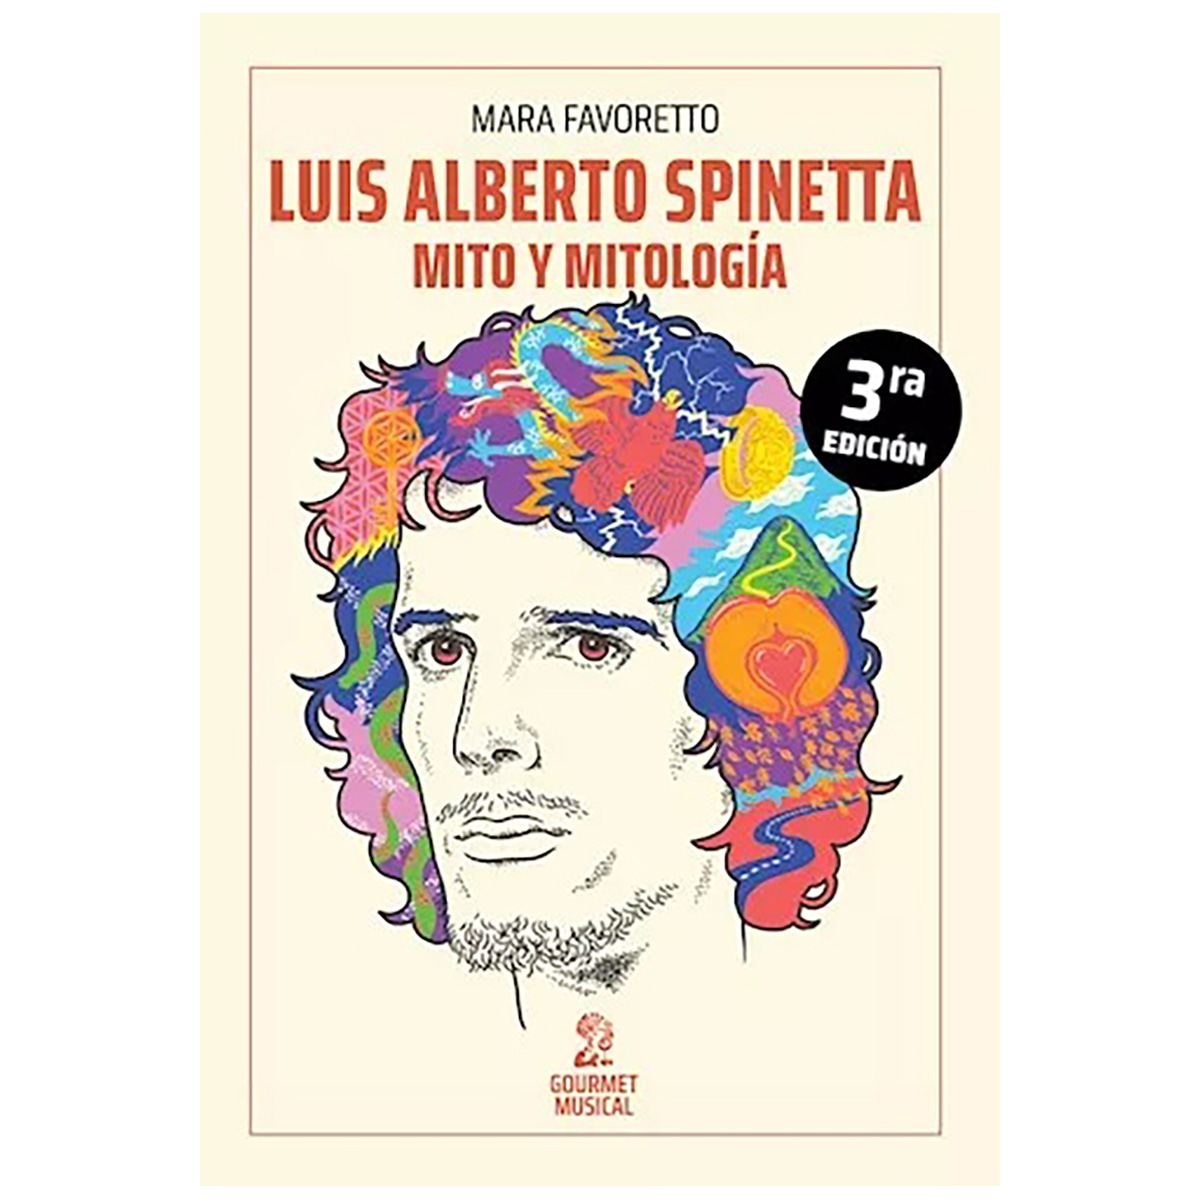 MARA FAVORETTO
LUIS ALBERTO SPINETTA
MITO Y MITOLOGÍA
3ra
EDICIÓN
GOURMET
MUSICAL